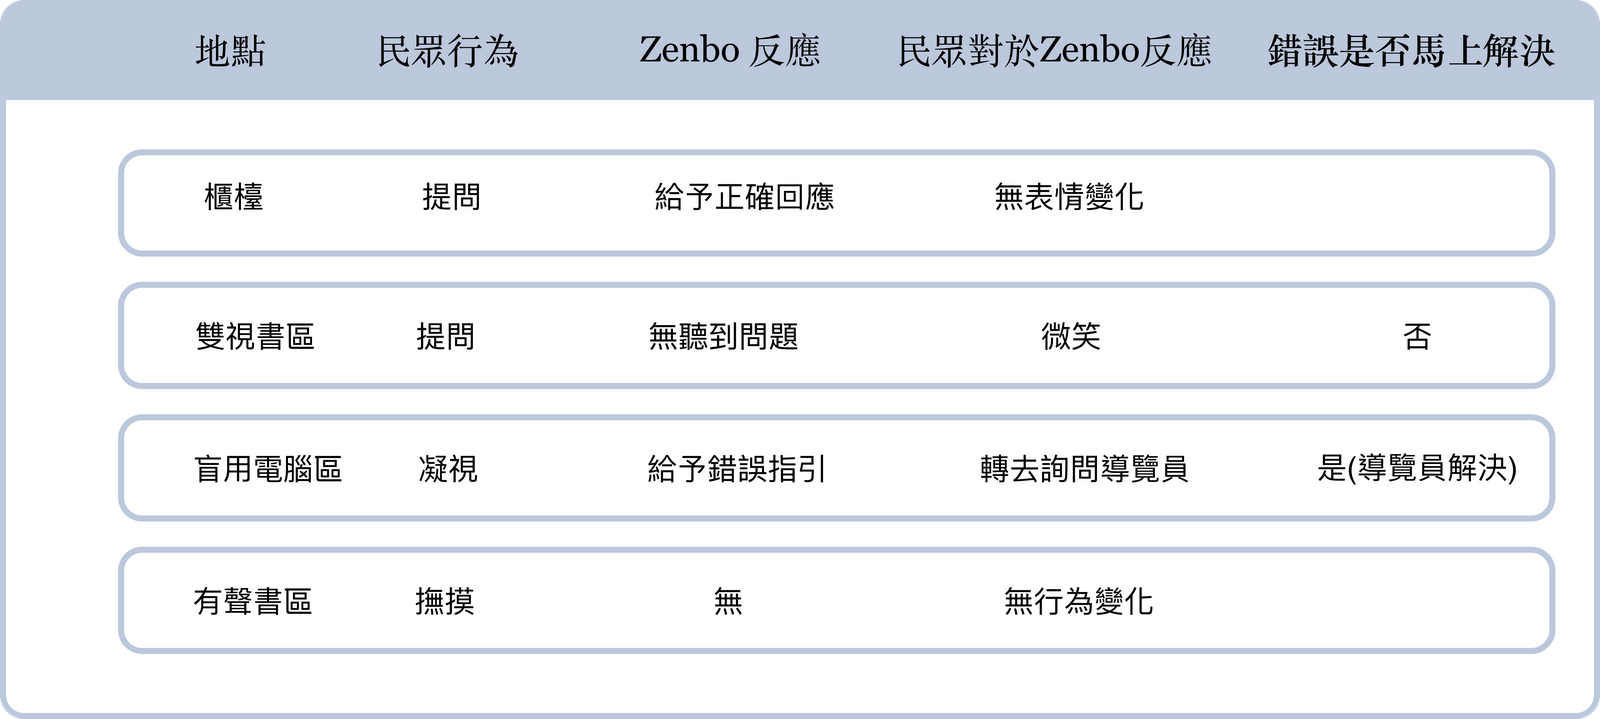 地點 民眾行為 Zenbo 反應 民眾對於Zenbo反應 錯誤是否馬上解決
櫃檯 提問 給予正確回應 無表情變化
雙視書區 提問 無聽到問題 微笑 否
盲用電腦區 凝視 給予錯誤指引 轉去詢問導覽員 是(導覽員解決)
有聲書區 撫摸 無 無行為變化